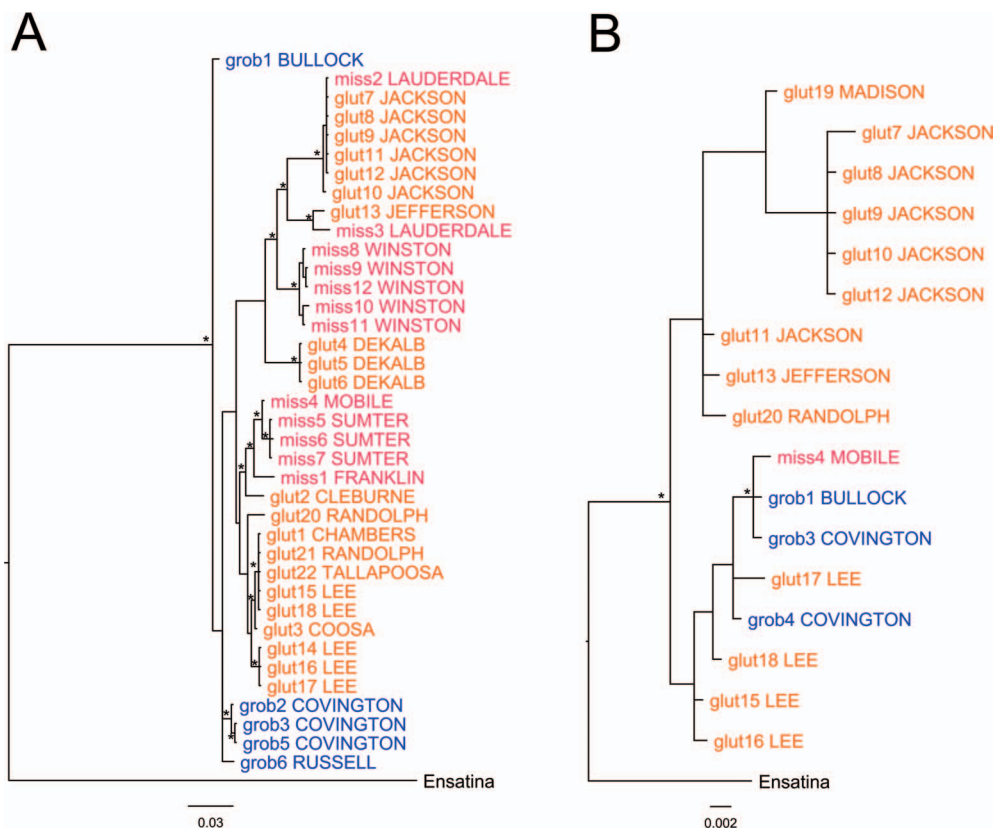 A
grob1 BULLOCK
miss2 LAUDERDALE
glut7 JACKSON
glut8 JACKSON
glut9 JACKSON
glut11 JACKSON
glut12 JACKSON
glut10 JACKSON
glut13 JEFFERSON
miss3 LAUDERDALE
miss8 WINSTON
miss9 WINSTON
miss12 WINSTON
miss10 WINSTON
miss11 WINSTON
glut4 DEKALB
glut5 DEKALB
glut6 DEKALB
miss4 MOBILE
miss5 SUMTER
miss6 SUMTER
miss7 SUMTER
miss1 FRANKLIN
glut2 CLEBURNE
glut20 RANDOLPH
glut1 CHAMBERS
glut21 RANDOLPH
glut22 TALLAPOOSA
glut15 LEE
glut18 LEE
glut3 COOSA
glut14 LEE
glut16 LEE
glut17 LEE
grob2 COVINGTON
grob3 COVINGTON
grob5 COVINGTON
grob6 RUSSELL
Ensatina
0.03
B
glut19 MADISON
glut7 JACKSON
glut8 JACKSON
glut9 JACKSON
glut10 JACKSON
glut12 JACKSON
glut11 JACKSON
glut13 JEFFERSON
glut20 RANDOLPH
miss4 MOBILE
grob1 BULLOCK
grob3 COVINGTON
glut17 LEE
grob4 COVINGTON
glut18 LEE
glut15 LEE
glut16 LEE
Ensatina
0.002